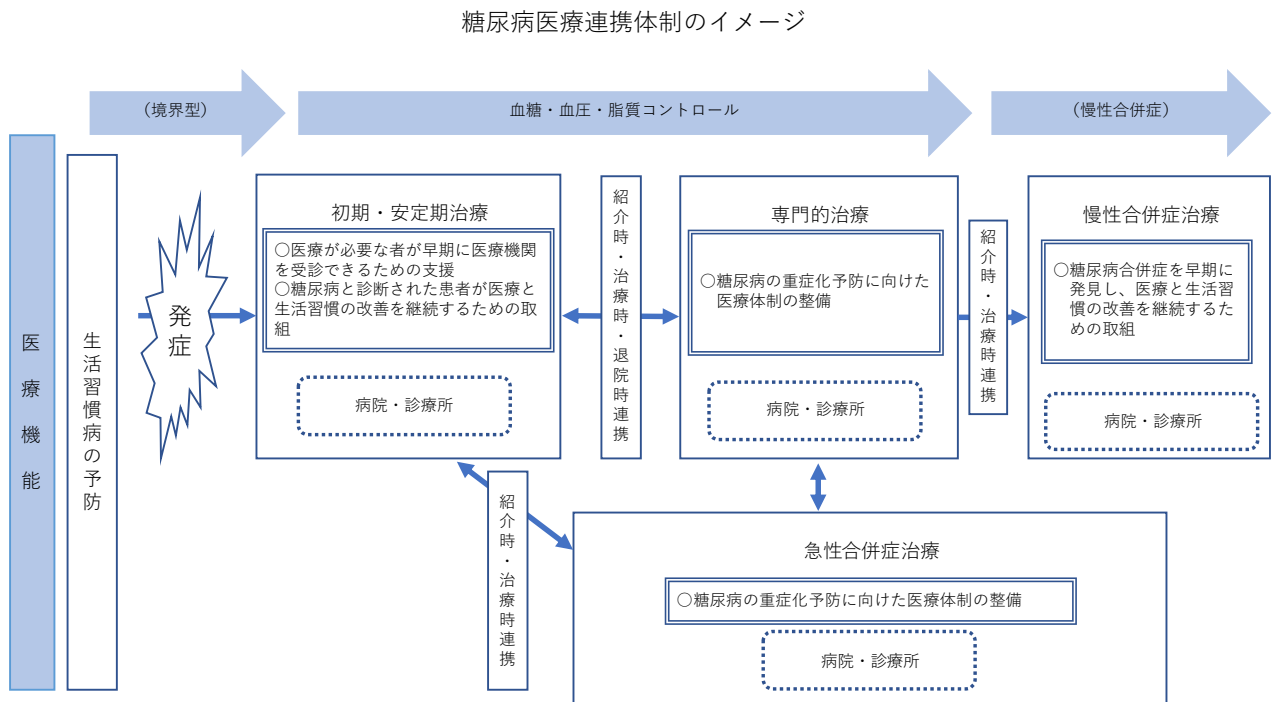 糖尿病医療連携体制のイメージ
（境界型）
血糖・血圧・脂質コントロール
（慢性合併症）
医療機能
生活習慣病の予防
発症
初期・安定期治療
○医療が必要な者が早期に医療機関
を受診できるための支援
○糖尿病と診断された患者が医療と
生活習慣の改善を継続するための取
組
病院・診療所
紹介時・治療時・退院時連携
専門的治療
○糖尿病の重症化予防に向けた
医療体制の整備
病院・診療所
紹介時・治療時連携
慢性合併症治療
○糖尿病合併症を早期に
発見し、医療と生活習慣
の改善を継続するため
の取組
病院・診療所
紹介時・治療時連携
急性合併症治療
○糖尿病の重症化予防に向けた医療体制の整備
病院・診療所